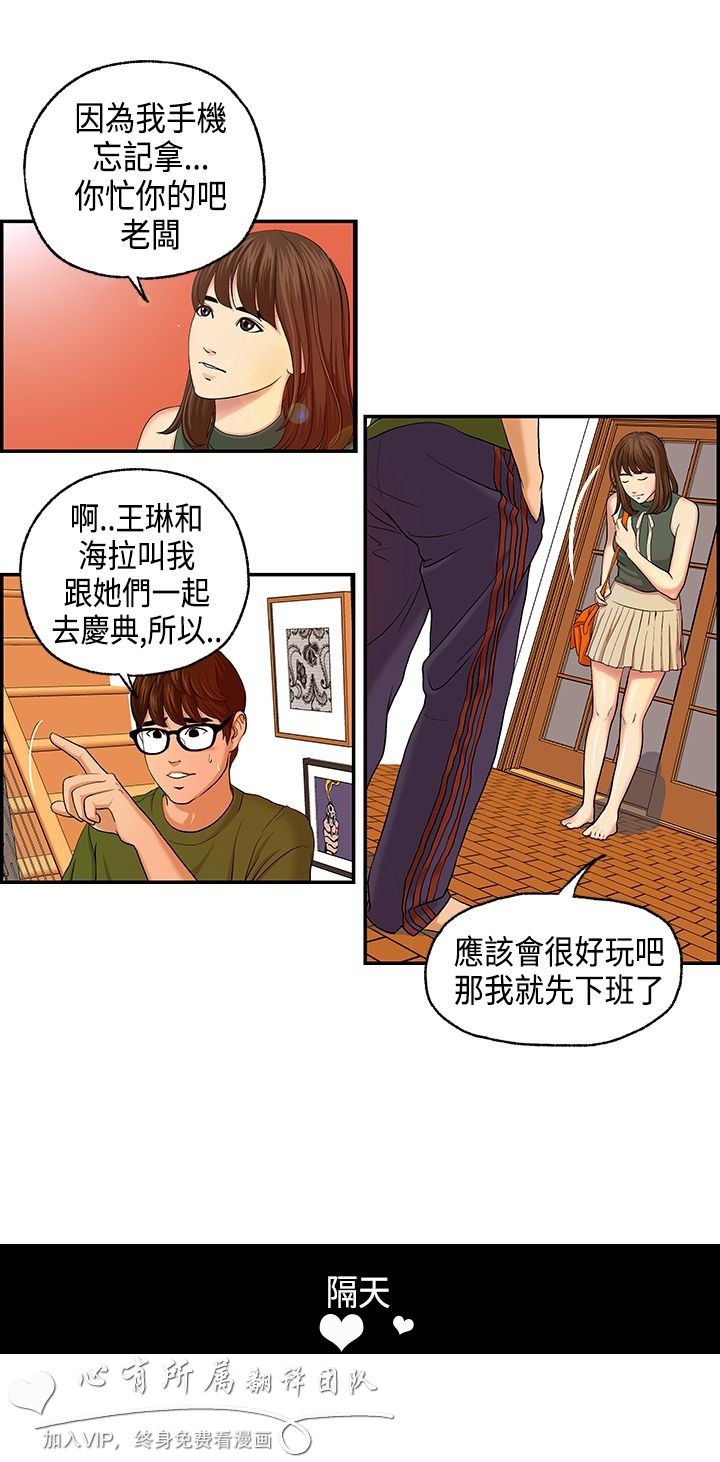 因為我手機
忘記拿...
你忙你的吧
老闆
啊..王琳和
海拉叫我
跟她們一起
去慶典,所以..
應該會很好玩吧
那我就先下班了
隔天
心有所属翻译团队
加入VIP，终身免费看漫画